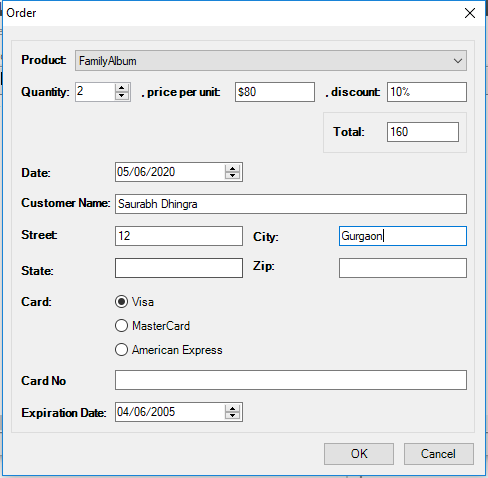 Order
Product: FamilyAlbum
Quantity: 2 , price per unit: $80 , discount: 10%
Total: 160
Date: 05/06/2020
Customer Name: Saurabh Dhingra
Street: 12 City: Gurgaon
State: Zip:
Card: Visa
MasterCard
American Express
Card No
Expiration Date: 04/06/2005
OK Cancel